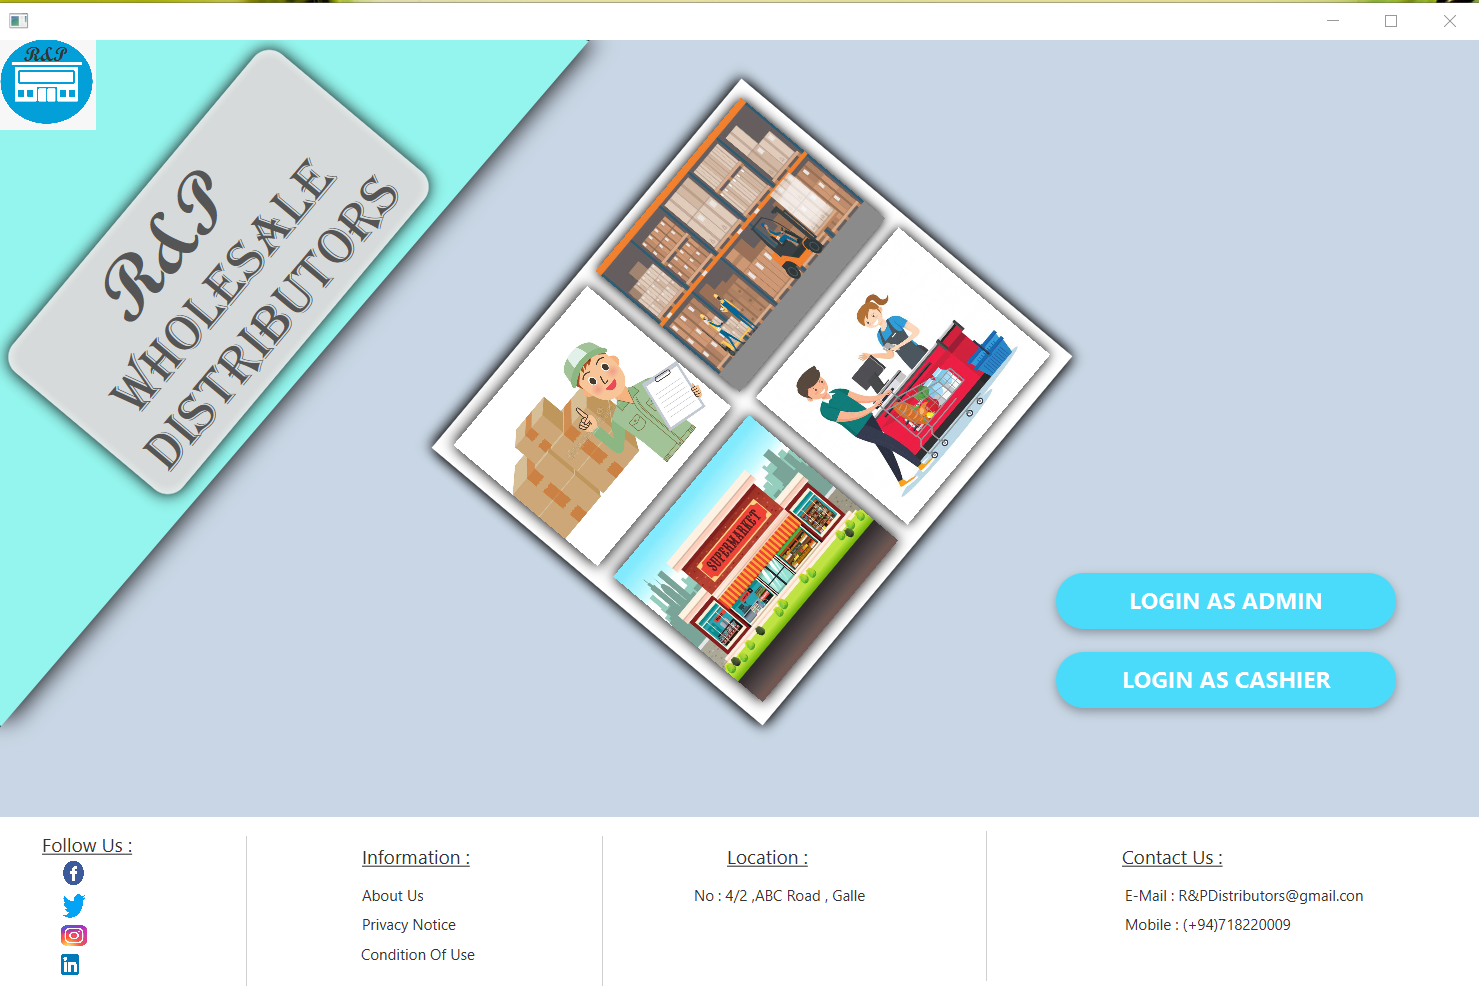 R&P
R&P
WHOLESALE
DISTRIBUTORS
SUPERMARKET
LOGIN AS ADMIN
LOGIN AS CASHIER
Follow Us :
Information :
About Us
Privacy Notice
Condition Of Use
Location :
No : 4/2 ,ABC Road , Galle
Contact Us :
E-Mail : R&PDistributors@gmail.con
Mobile : (+94)718220009